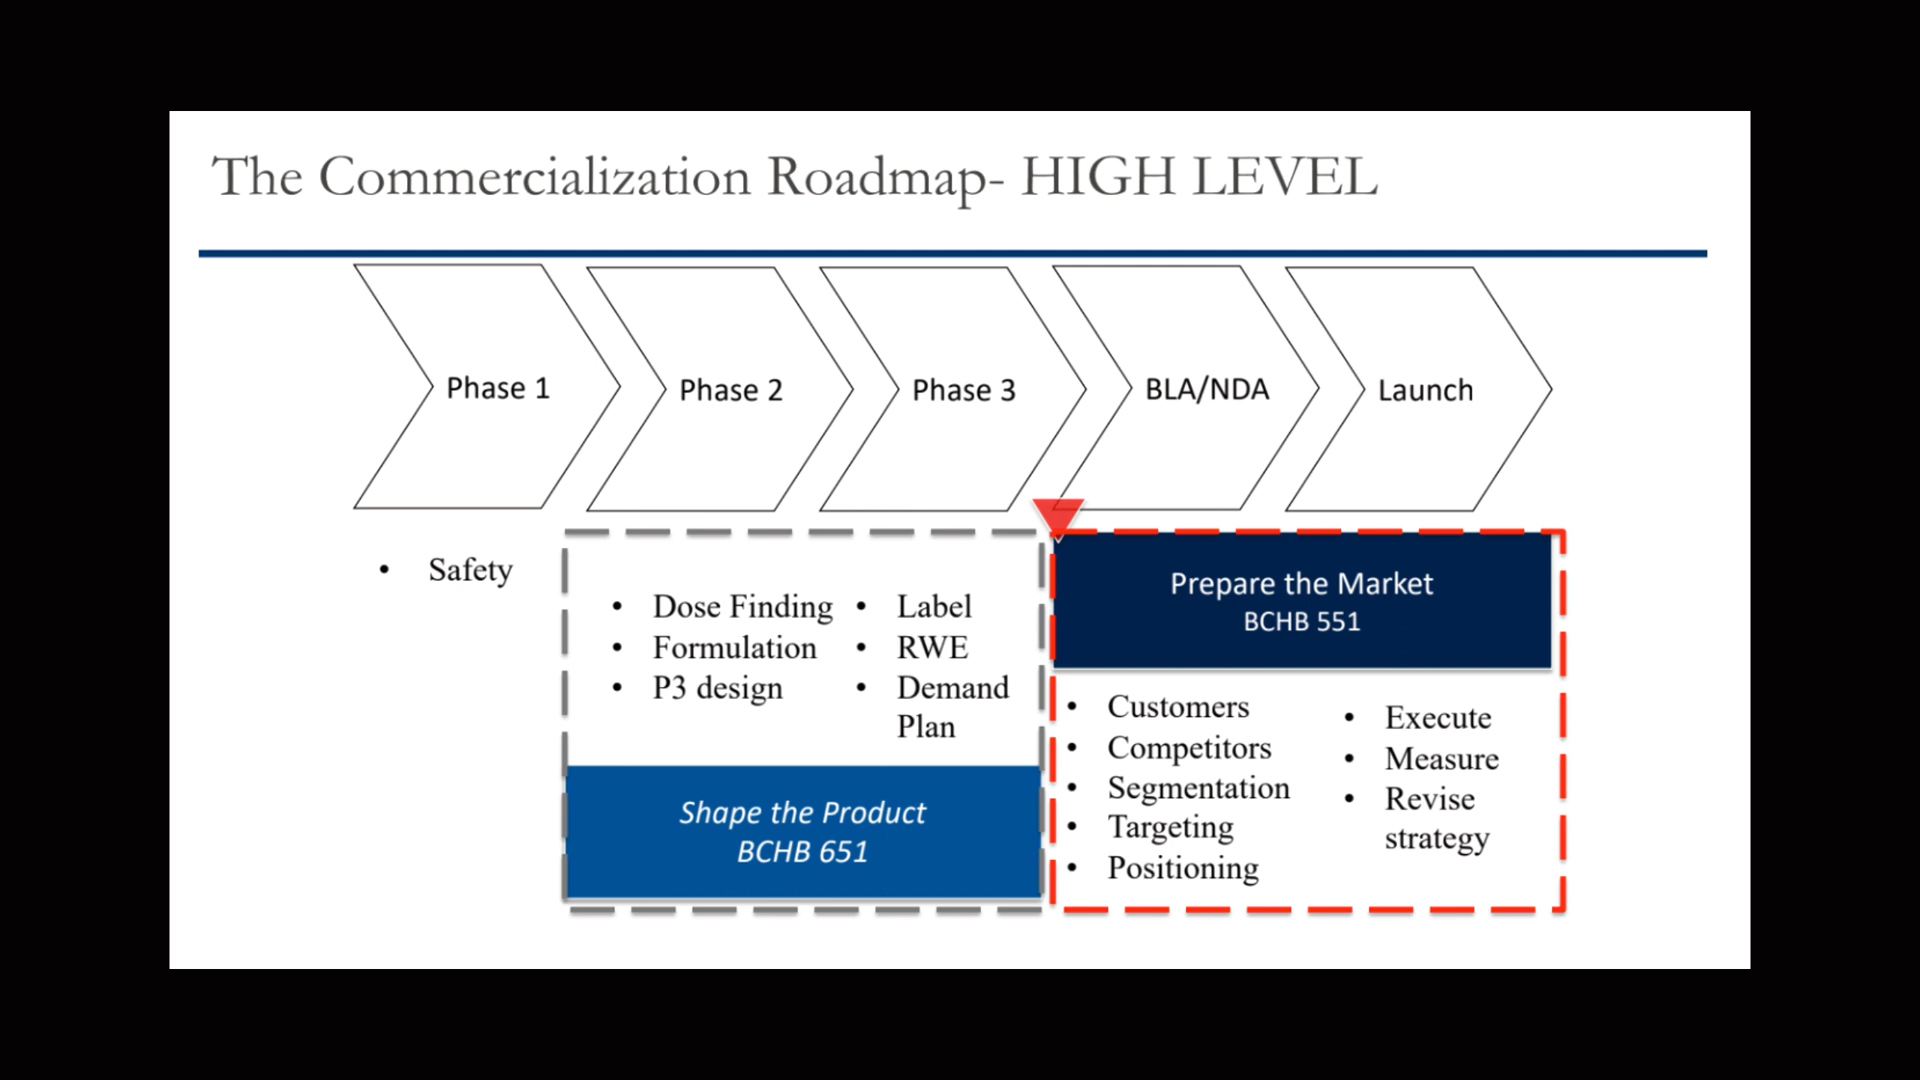 The Commercialization Roadmap- HIGH LEVEL
Phase 1
Phase 2
Phase 3
BLA/NDA
Launch
• Safety
• Dose Finding
• Formulation
• P3 design
• Label
• RWE
• Demand
Plan
Shape the Product
BCHB 651
Prepare the Market
BCHB 551
• Customers
• Competitors
• Segmentation
• Targeting
• Positioning
• Execute
• Measure
• Revise
strategy